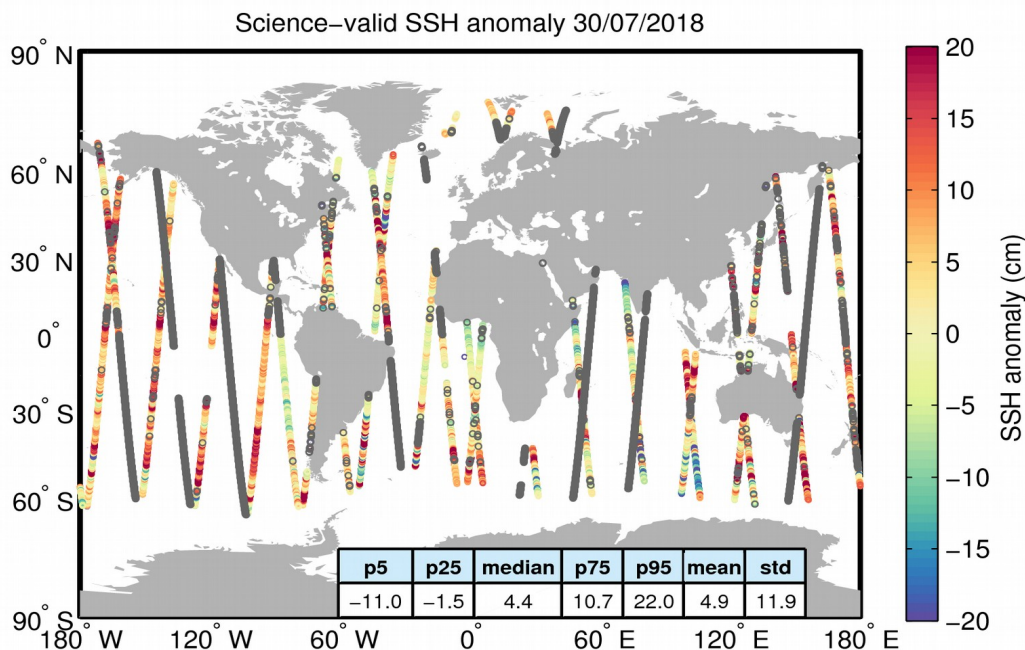 Science−valid SSH anomaly 30/07/2018
90° N
60° N
30° N
0°
30° S
60° S
90° S
180° W
120° W
60° W
0°
60° E
120° E
180° E
p5 p25 median p75 p95 mean std
−11.0 −1.5 4.4 10.7 22.0 4.9 11.9
20
15
10
5
0
−5
−10
−15
−20
SSH anomaly (cm)